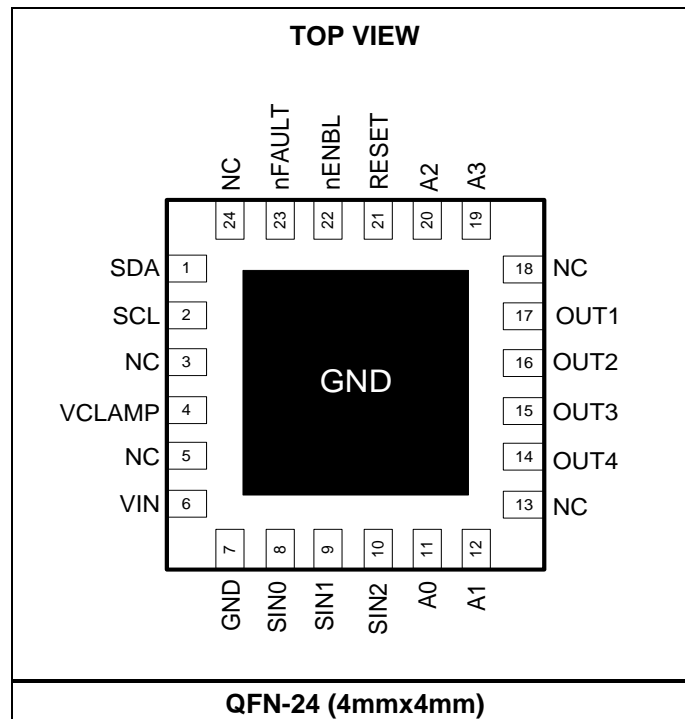 TOP VIEW
NC
nFAULT
nENBL
RESET
A2
A3
24
23
22
21
20
19
SDA 1
SCL 2
NC 3
VCLAMP 4
NC 5
VIN 6
GND
18 NC
17 OUT1
16 OUT2
15 OUT3
14 OUT4
13 NC
7
8
9
10
11
12
GND
SIN0
SIN1
SIN2
A0
A1
QFN-24 (4mmx4mm)